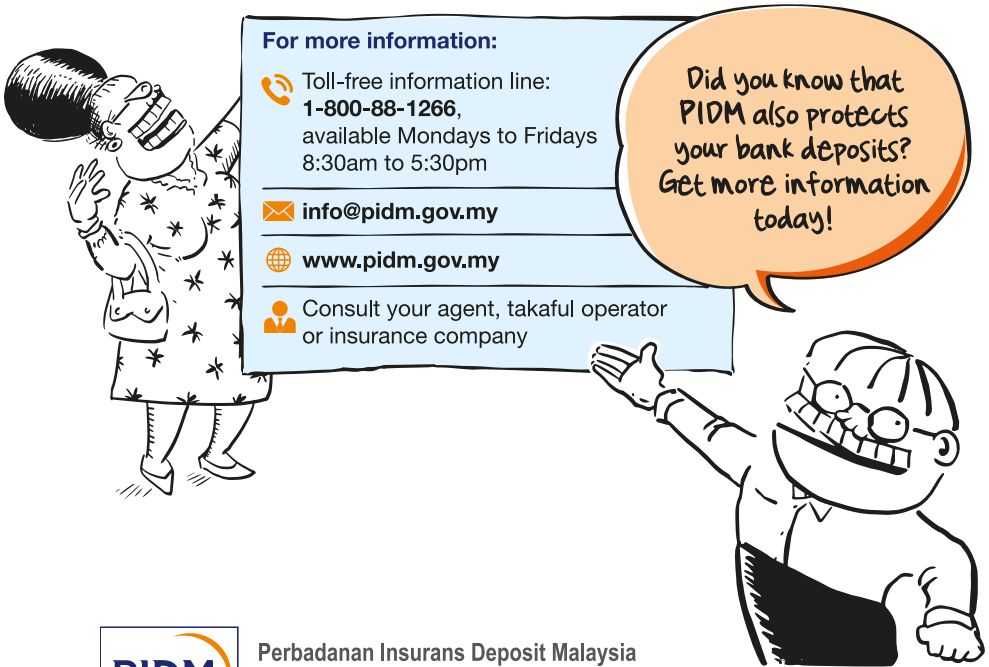 For more information:
Toll-free information line:
1-800-88-1266,
available Mondays to Fridays
8:30am to 5:30pm
info@pidm.gov.my
www.pidm.gov.my
Consult your agent, takaful operator
or insurance company
Did you know that
PIDM also protects
your bank deposits?
Get more information
today!
PIDM
Perbadanan Insurans Deposit Malaysia